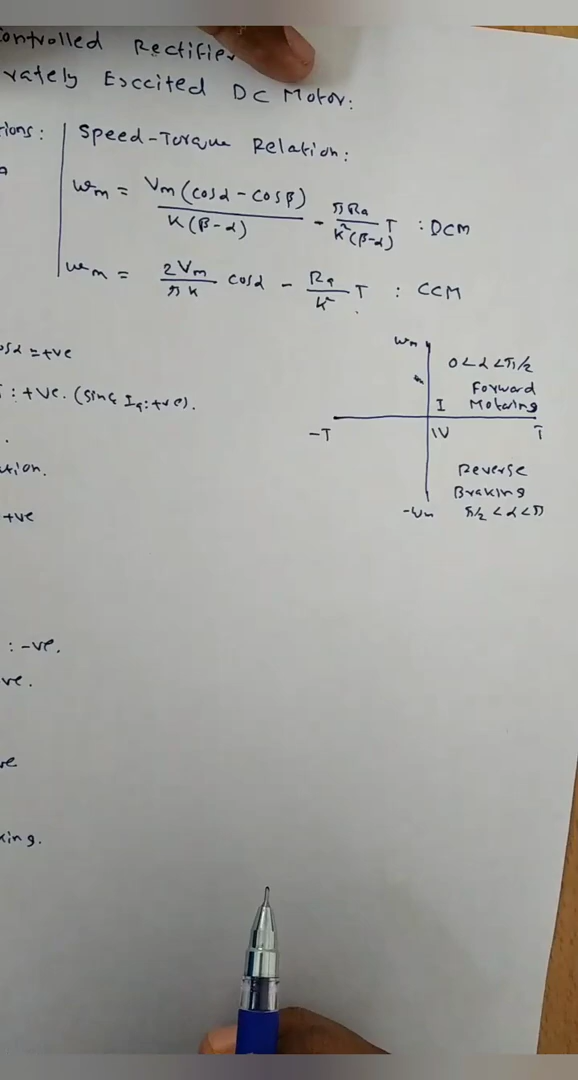 ontrolled Rectifier
rately Excited DC Motor:
tions:
Speed-Torque Relation:
ωm = Vm (cosα - cosβ) / K(β-α) - πRa / K²(β-α) T : DCM
ωm = 2Vm / πK cosα - Ra / K² T : CCM
osα = +ve
: +ve. (since Ia: +ve).
ation.
+ve
: -ve.
ve.
ve
king.
ωm
0<α<π/2
Forward
I Motoring
-T IV T
Reverse
Braking
-ωm π/2<α<π